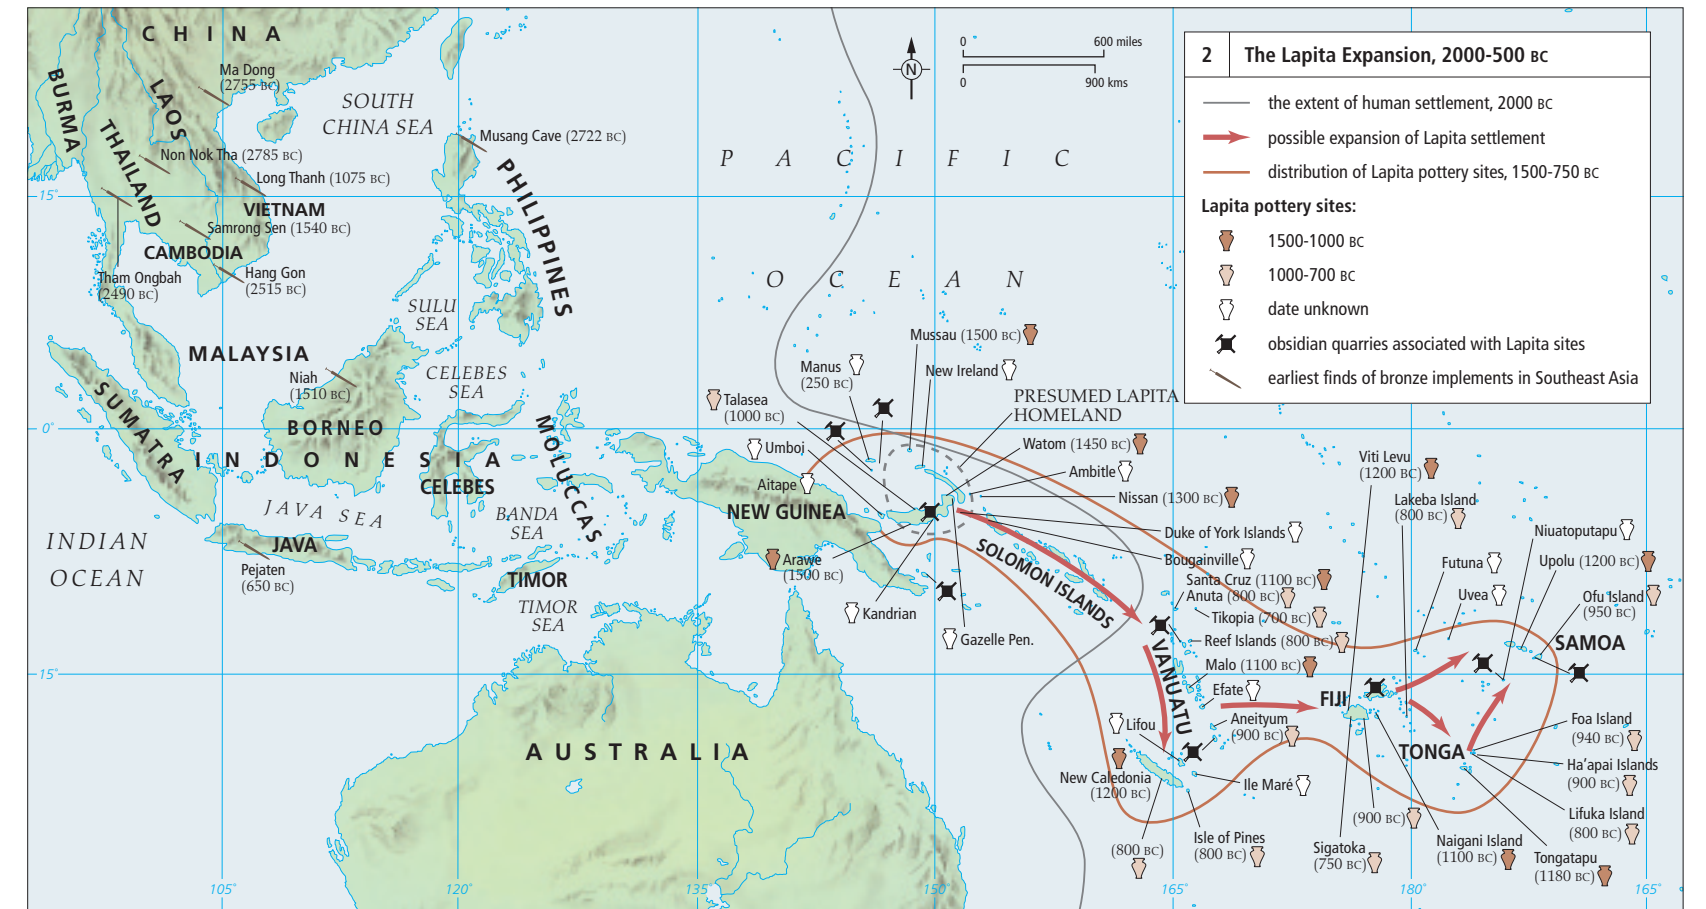 2 The Lapita Expansion, 2000-500 BC
the extent of human settlement, 2000 BC
possible expansion of Lapita settlement
distribution of Lapita pottery sites, 1500-750 BC
Lapita pottery sites:
1500-1000 BC
1000-700 BC
date unknown
obsidian quarries associated with Lapita sites
earliest finds of bronze implements in Southeast Asia
0 600 miles
0 900 kms
N
CHINA
BURMA
LAOS
THAILAND
Ma Dong
(2755 BC)
SOUTH
CHINA SEA
Non Nok Tha (2785 BC)
Long Thanh (1075 BC)
VIETNAM
Samrong Sen (1540 BC)
CAMBODIA
Tham Ongbah
(2490 BC)
Hang Gon
(2515 BC)
Musang Cave (2722 BC)
PHILIPPINES
PACIFIC
OCEAN
SULU
SEA
MALAYSIA
Niah
(1510 BC)
CELEBES
SEA
SUMATRA
BORNEO
INDONESIA
CELEBES
MOLUCCAS
JAVA SEA
BANDA
SEA
INDIAN
OCEAN
JAVA
Pejaten
(650 BC)
TIMOR
TIMOR
SEA
AUSTRALIA
Mussau (1500 BC)
Manus
(250 BC)
New Ireland
PRESUMED LAPITA
HOMELAND
Talasea
(1000 BC)
Umboj
Aitape
NEW GUINEA
Watom (1450 BC)
Ambitle
Nissan (1300 BC)
Duke of York Islands
Bougainville
Arawe
(1500 BC)
Kandrian
Gazelle Pen.
SOLOMON ISLANDS
Santa Cruz (1100 BC)
Anuta (800 BC)
Tikopia (700 BC)
Reef Islands (800 BC)
Malo (1100 BC)
VANUATU
Efate
Lifou
Aneityum
(900 BC)
New Caledonia
(1200 BC)
Ile Maré
(800 BC)
Isle of Pines
(800 BC)
Viti Levu
(1200 BC)
Lakeba Island
(800 BC)
Niuatoputapu
Futuna
Upolu (1200 BC)
Uvea
Ofu Island
(950 BC)
SAMOA
FIJI
TONGA
Foa Island
(940 BC)
Ha'apai Islands
(900 BC)
Lifuka Island
(800 BC)
(900 BC)
Sigatoka
(750 BC)
Naigani Island
(1100 BC)
Tongatapu
(1180 BC)
15°
0°
15°
105°
120°
135°
150°
165°
180°
165°